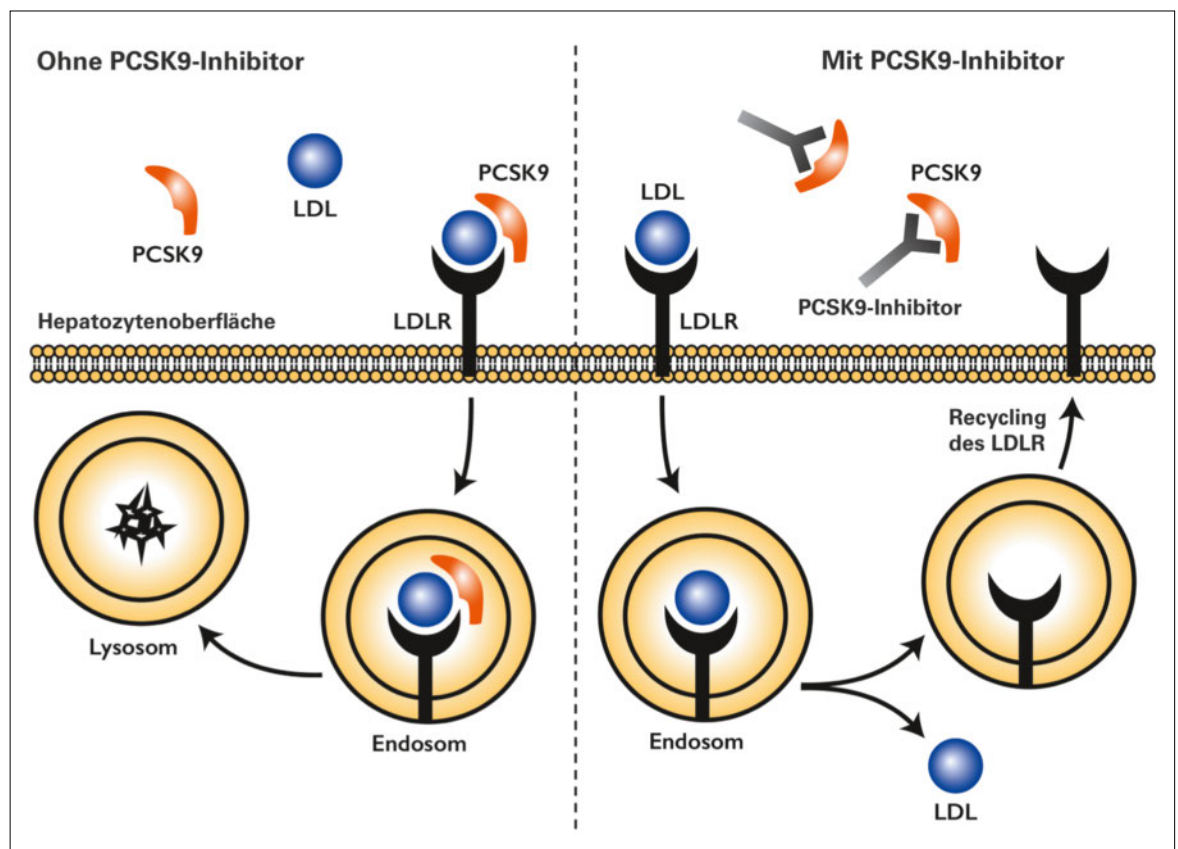 Ohne PCSK9-Inhibitor
PCSK9
LDL
PCSK9
Hepatozytenoberfläche
LDLR
Lysosom
Endosom
Mit PCSK9-Inhibitor
LDL
PCSK9
PCSK9-Inhibitor
LDLR
Recycling
des LDLR
Endosom
LDL